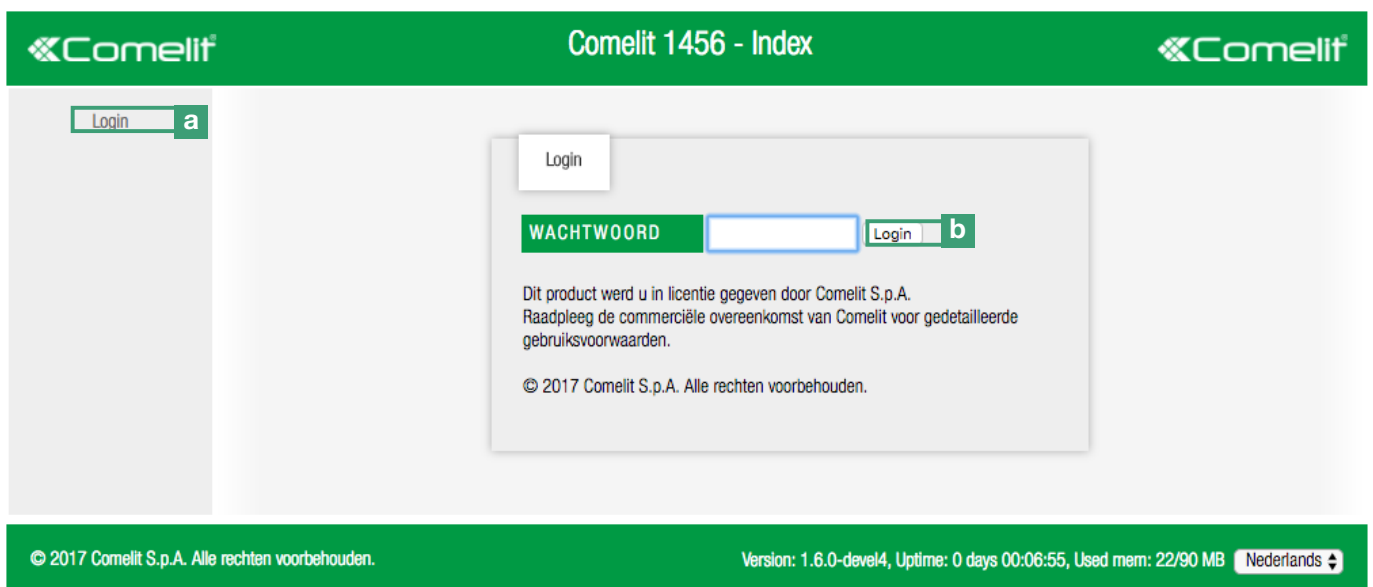 Comelit
Comelit 1456 - Index
Comelit
Login a
Login
WACHTWOORD Login b
Dit product werd u in licentie gegeven door Comelit S.p.A.
Raadpleeg de commerciële overeenkomst van Comelit voor gedetailleerde
gebruiksvoorwaarden.
© 2017 Comelit S.p.A. Alle rechten voorbehouden.
© 2017 Comelit S.p.A. Alle rechten voorbehouden.
Version: 1.6.0-devel4, Uptime: 0 days 00:06:55, Used mem: 22/90 MB Nederlands